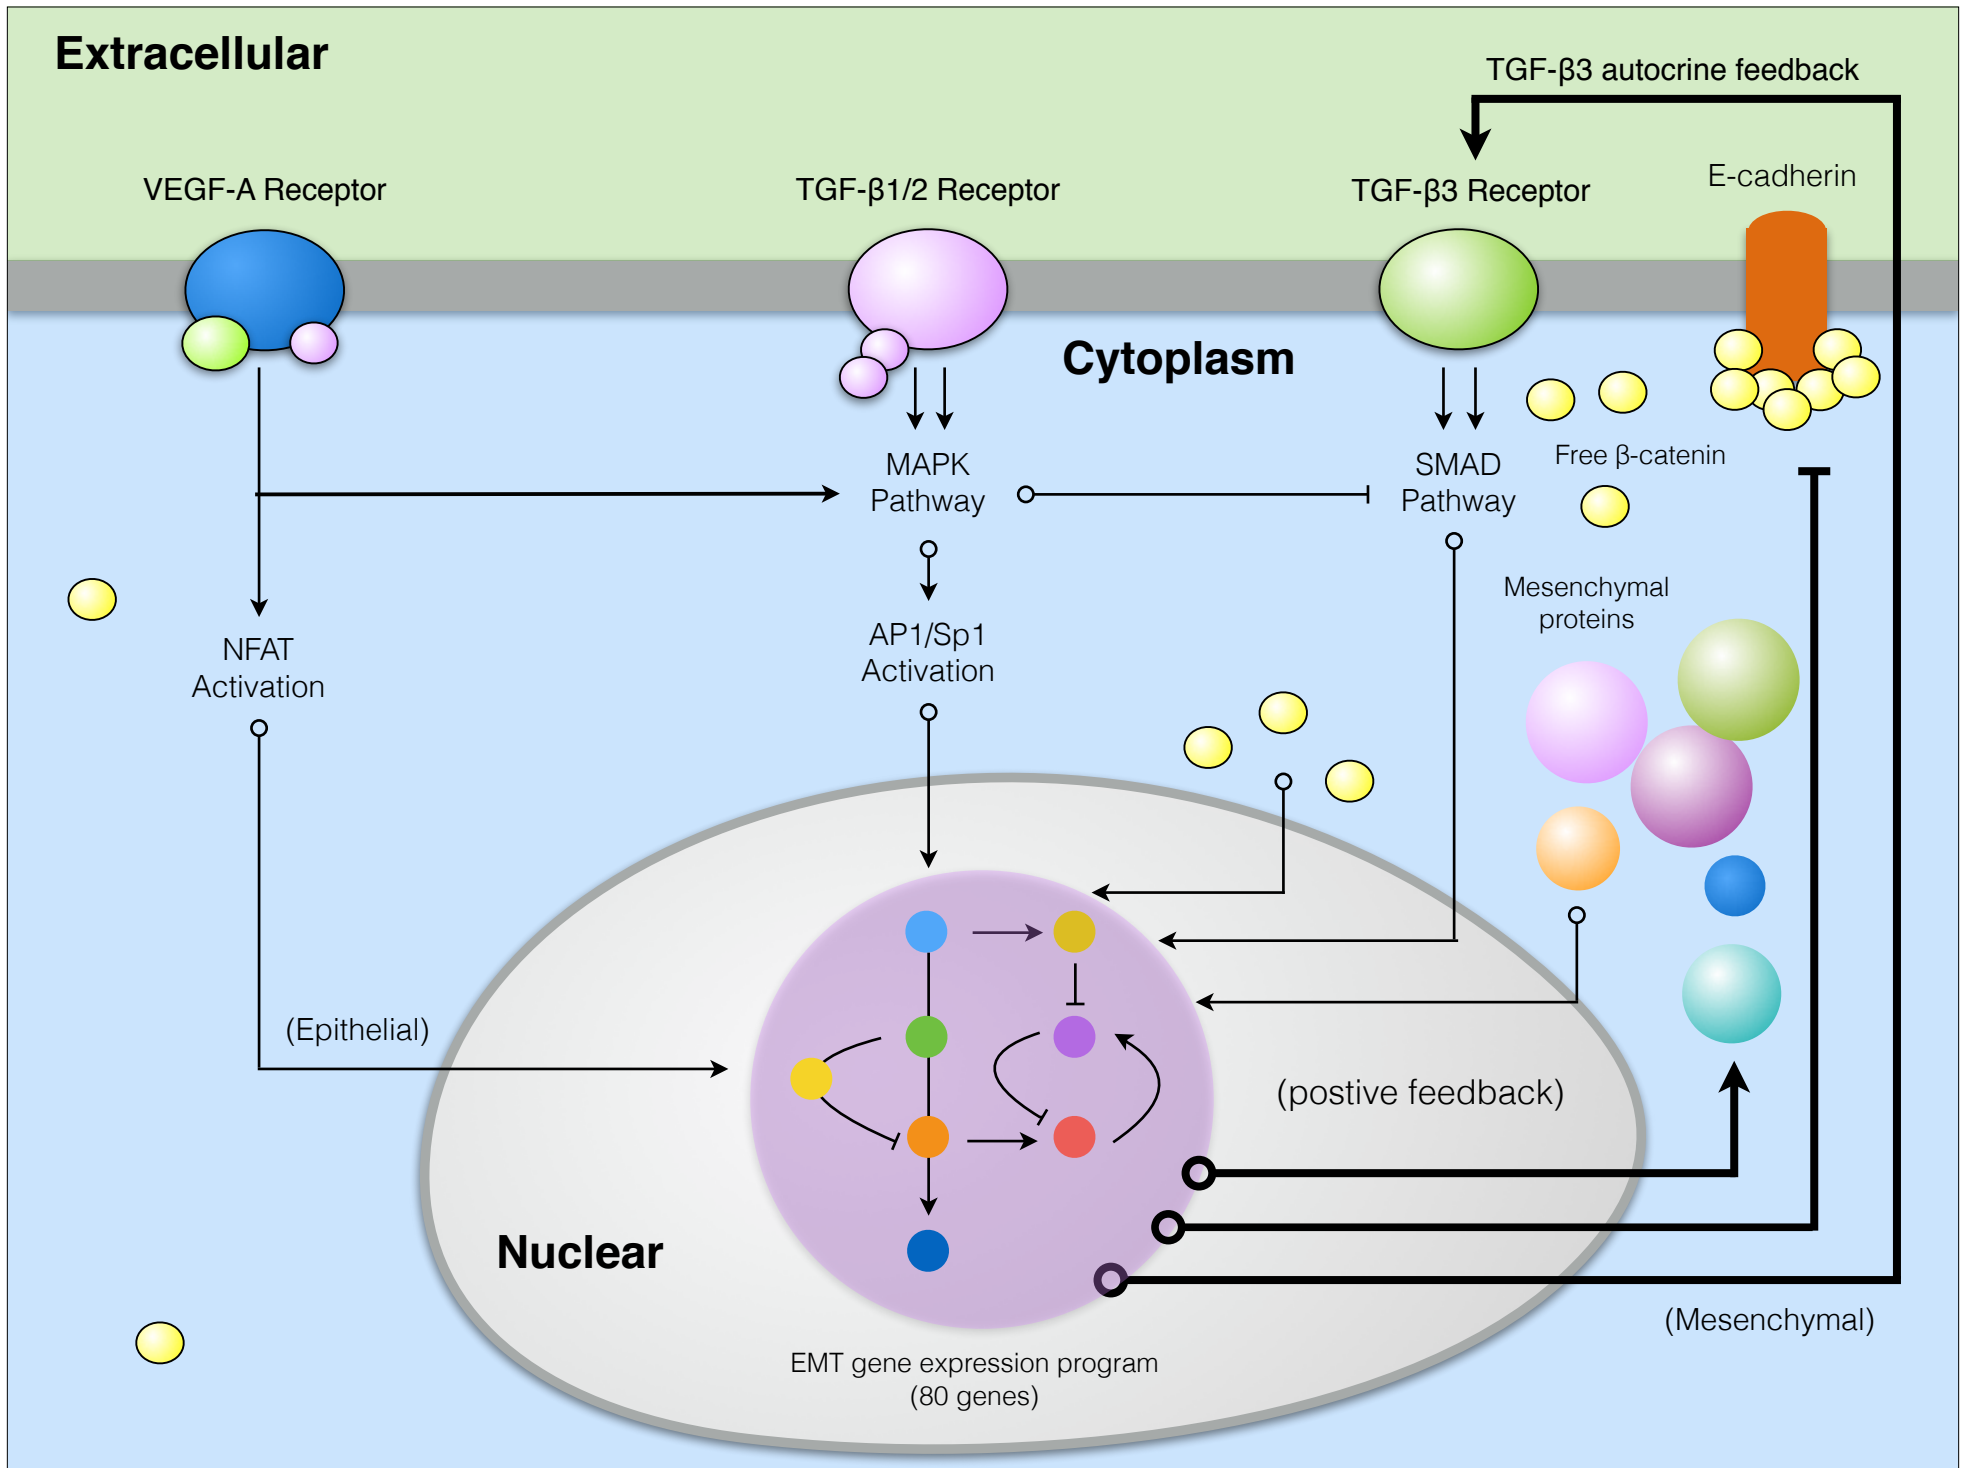 Extracellular
TGF-β3 autocrine feedback
VEGF-A Receptor
TGF-β1/2 Receptor
TGF-β3 Receptor
E-cadherin
Cytoplasm
MAPK
Pathway
SMAD
Pathway
Free β-catenin
Mesenchymal
proteins
NFAT
Activation
AP1/Sp1
Activation
(Epithelial)
(postive feedback)
Nuclear
(Mesenchymal)
EMT gene expression program
(80 genes)